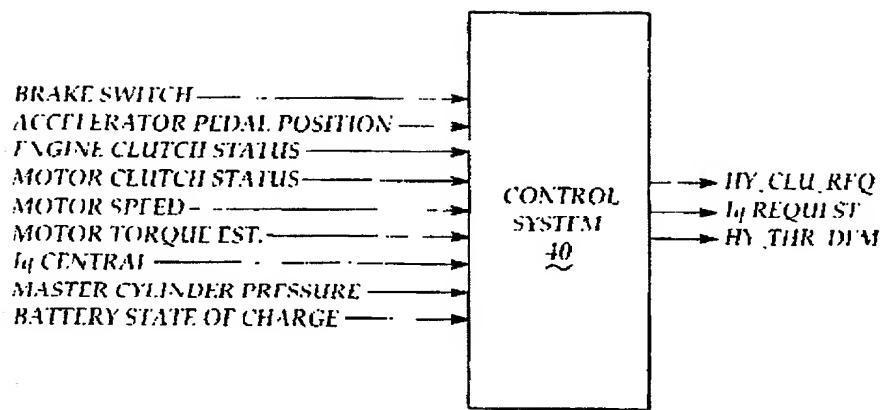 BRAKE SWITCH
ACCELERATOR PEDAL POSITION
ENGINE CLUTCH STATUS
MOTOR CLUTCH STATUS
MOTOR SPEED
MOTOR TORQUE EST.
Iq CENTRAL
MASTER CYLINDER PRESSURE
BATTERY STATE OF CHARGE
CONTROL
SYSTEM
40
HY_CLU_REQ
Iq REQUEST
HY_THR_DEM